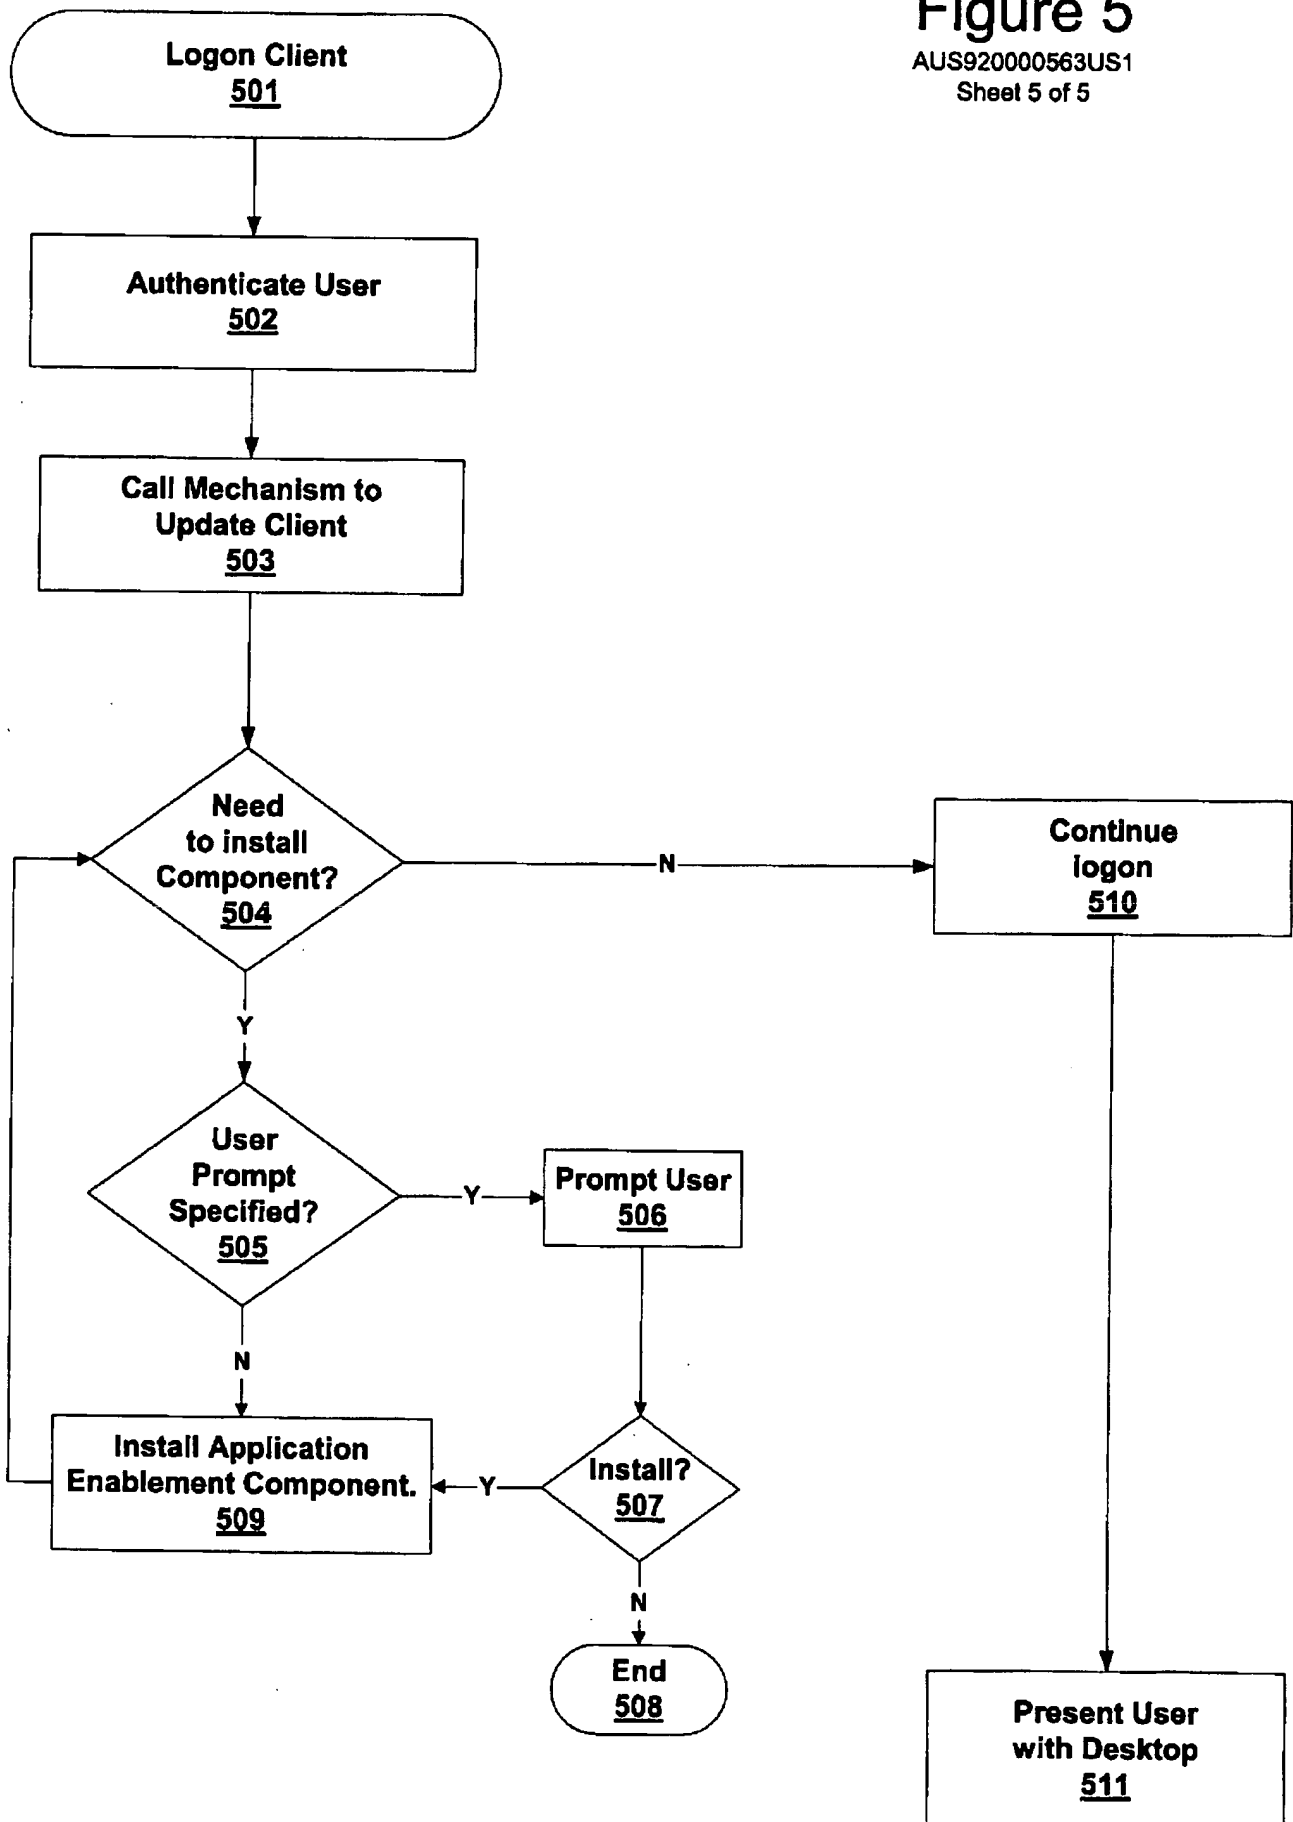 Figure 5
AUS920000563US1
Sheet 5 of 5
Logon Client
501
Authenticate User
502
Call Mechanism to
Update Client
503
Need
to install
Component?
504
N
Continue
logon
510
Y
User
Prompt
Specified?
505
Y
Prompt User
506
N
Install Application
Enablement Component.
509
Y
Install?
507
N
End
508
Present User
with Desktop
511